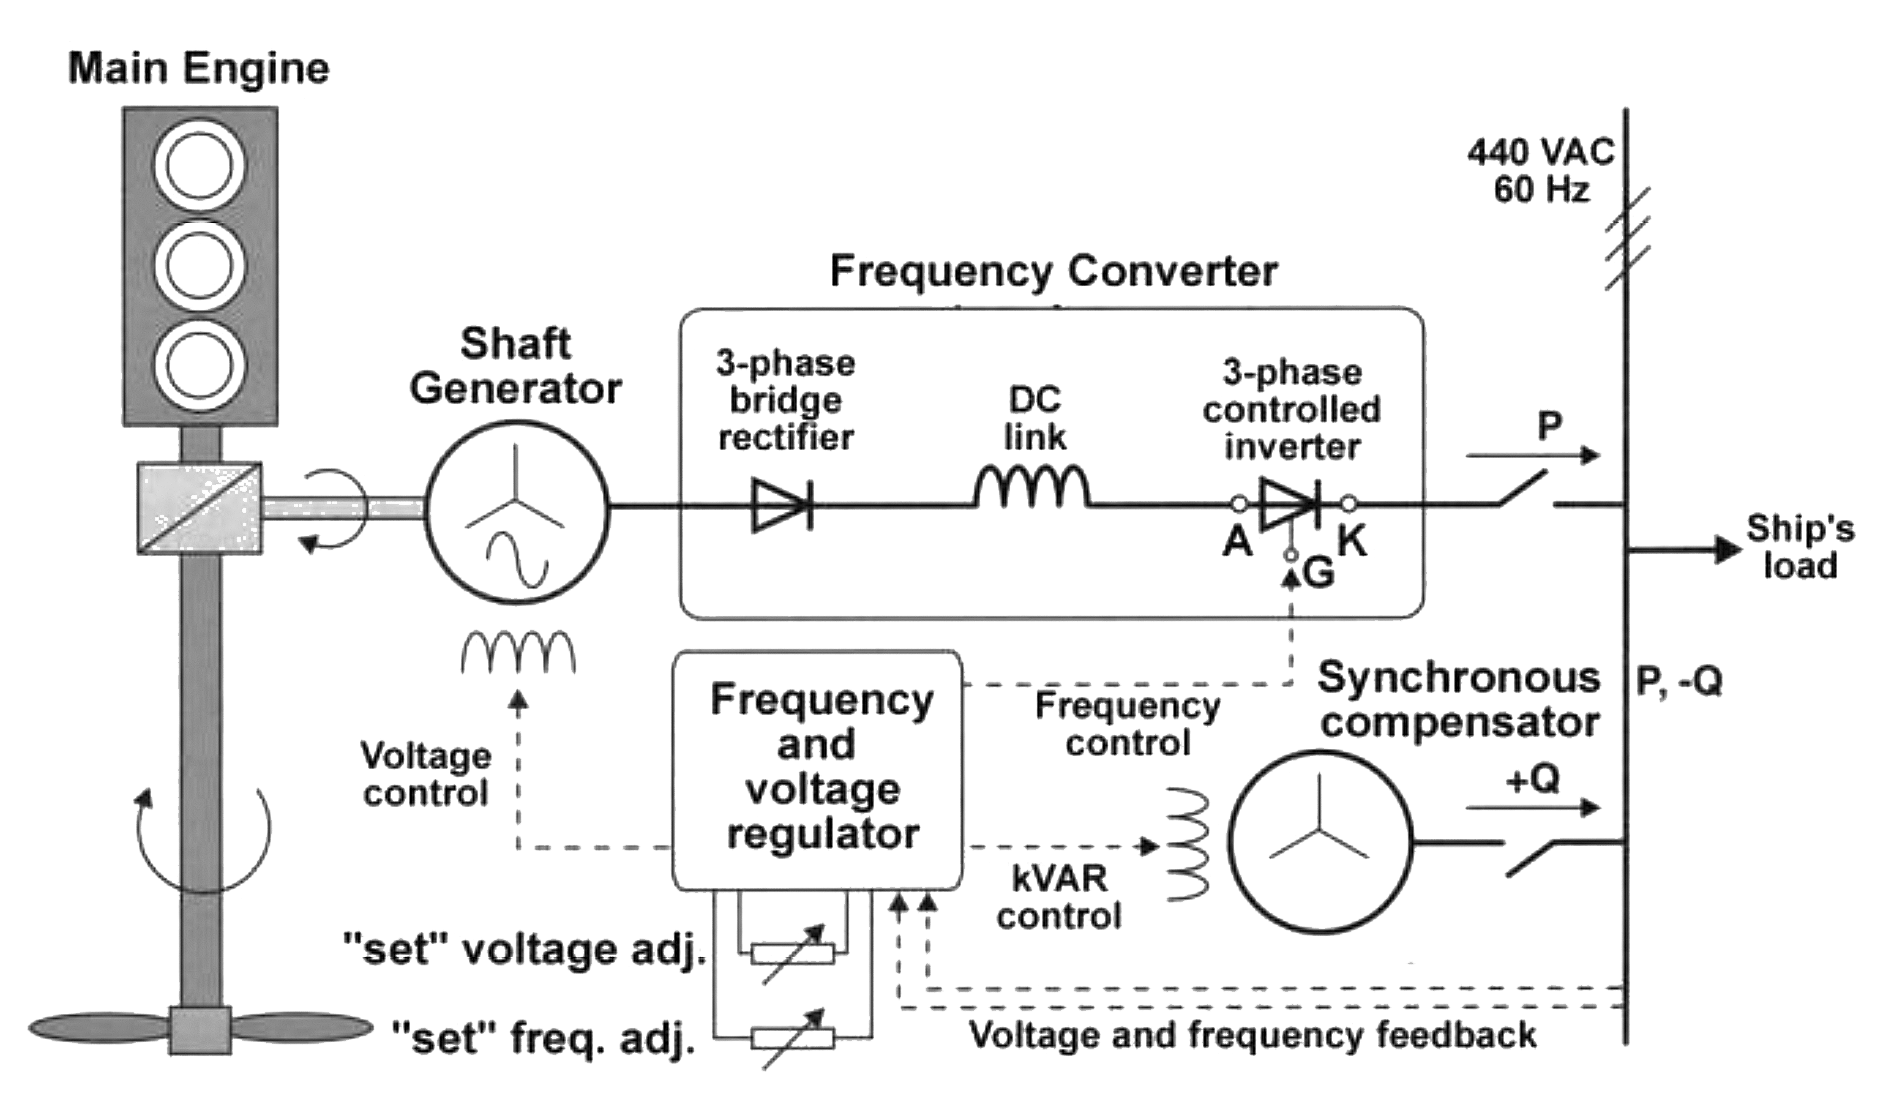 Main Engine
440 VAC
60 Hz
Frequency Converter
Shaft
Generator
3-phase
bridge
rectifier
DC
link
3-phase
controlled
inverter
P
A
K
G
Ship's
load
Frequency
and
voltage
regulator
Voltage
control
Frequency
control
Synchronous
compensator
P, -Q
+Q
kVAR
control
"set" voltage adj.
"set" freq. adj.
Voltage and frequency feedback